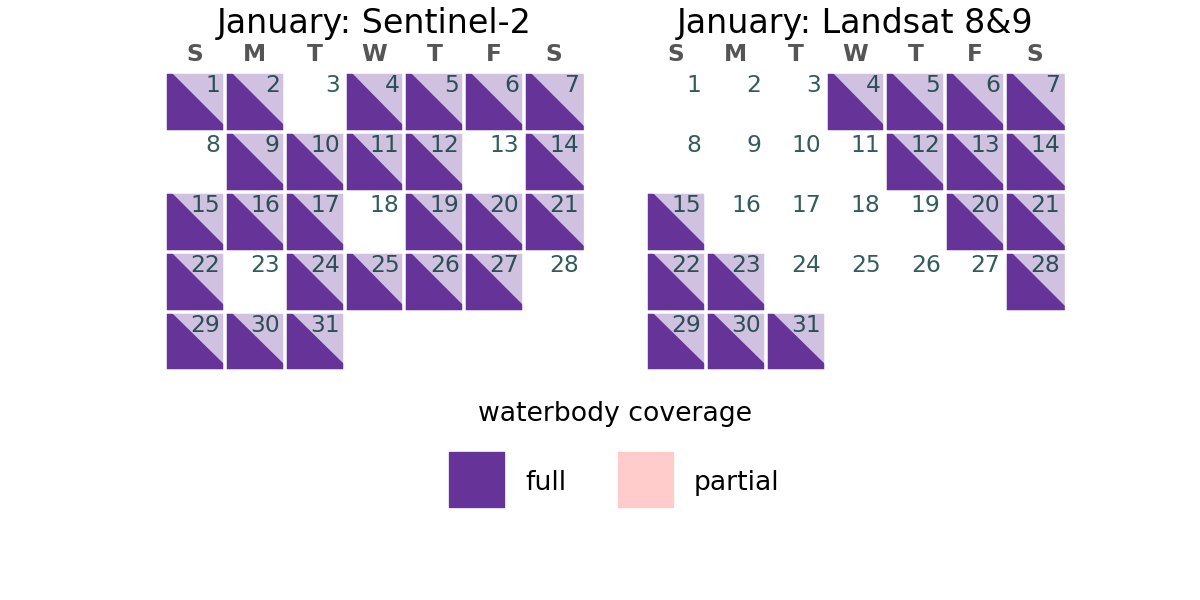 January: Sentinel-2
S M T W T F S
1 2 3 4 5 6 7
8 9 10 11 12 13 14
15 16 17 18 19 20 21
22 23 24 25 26 27 28
29 30 31
January: Landsat 8&9
S M T W T F S
1 2 3 4 5 6 7
8 9 10 11 12 13 14
15 16 17 18 19 20 21
22 23 24 25 26 27 28
29 30 31
waterbody coverage
full partial